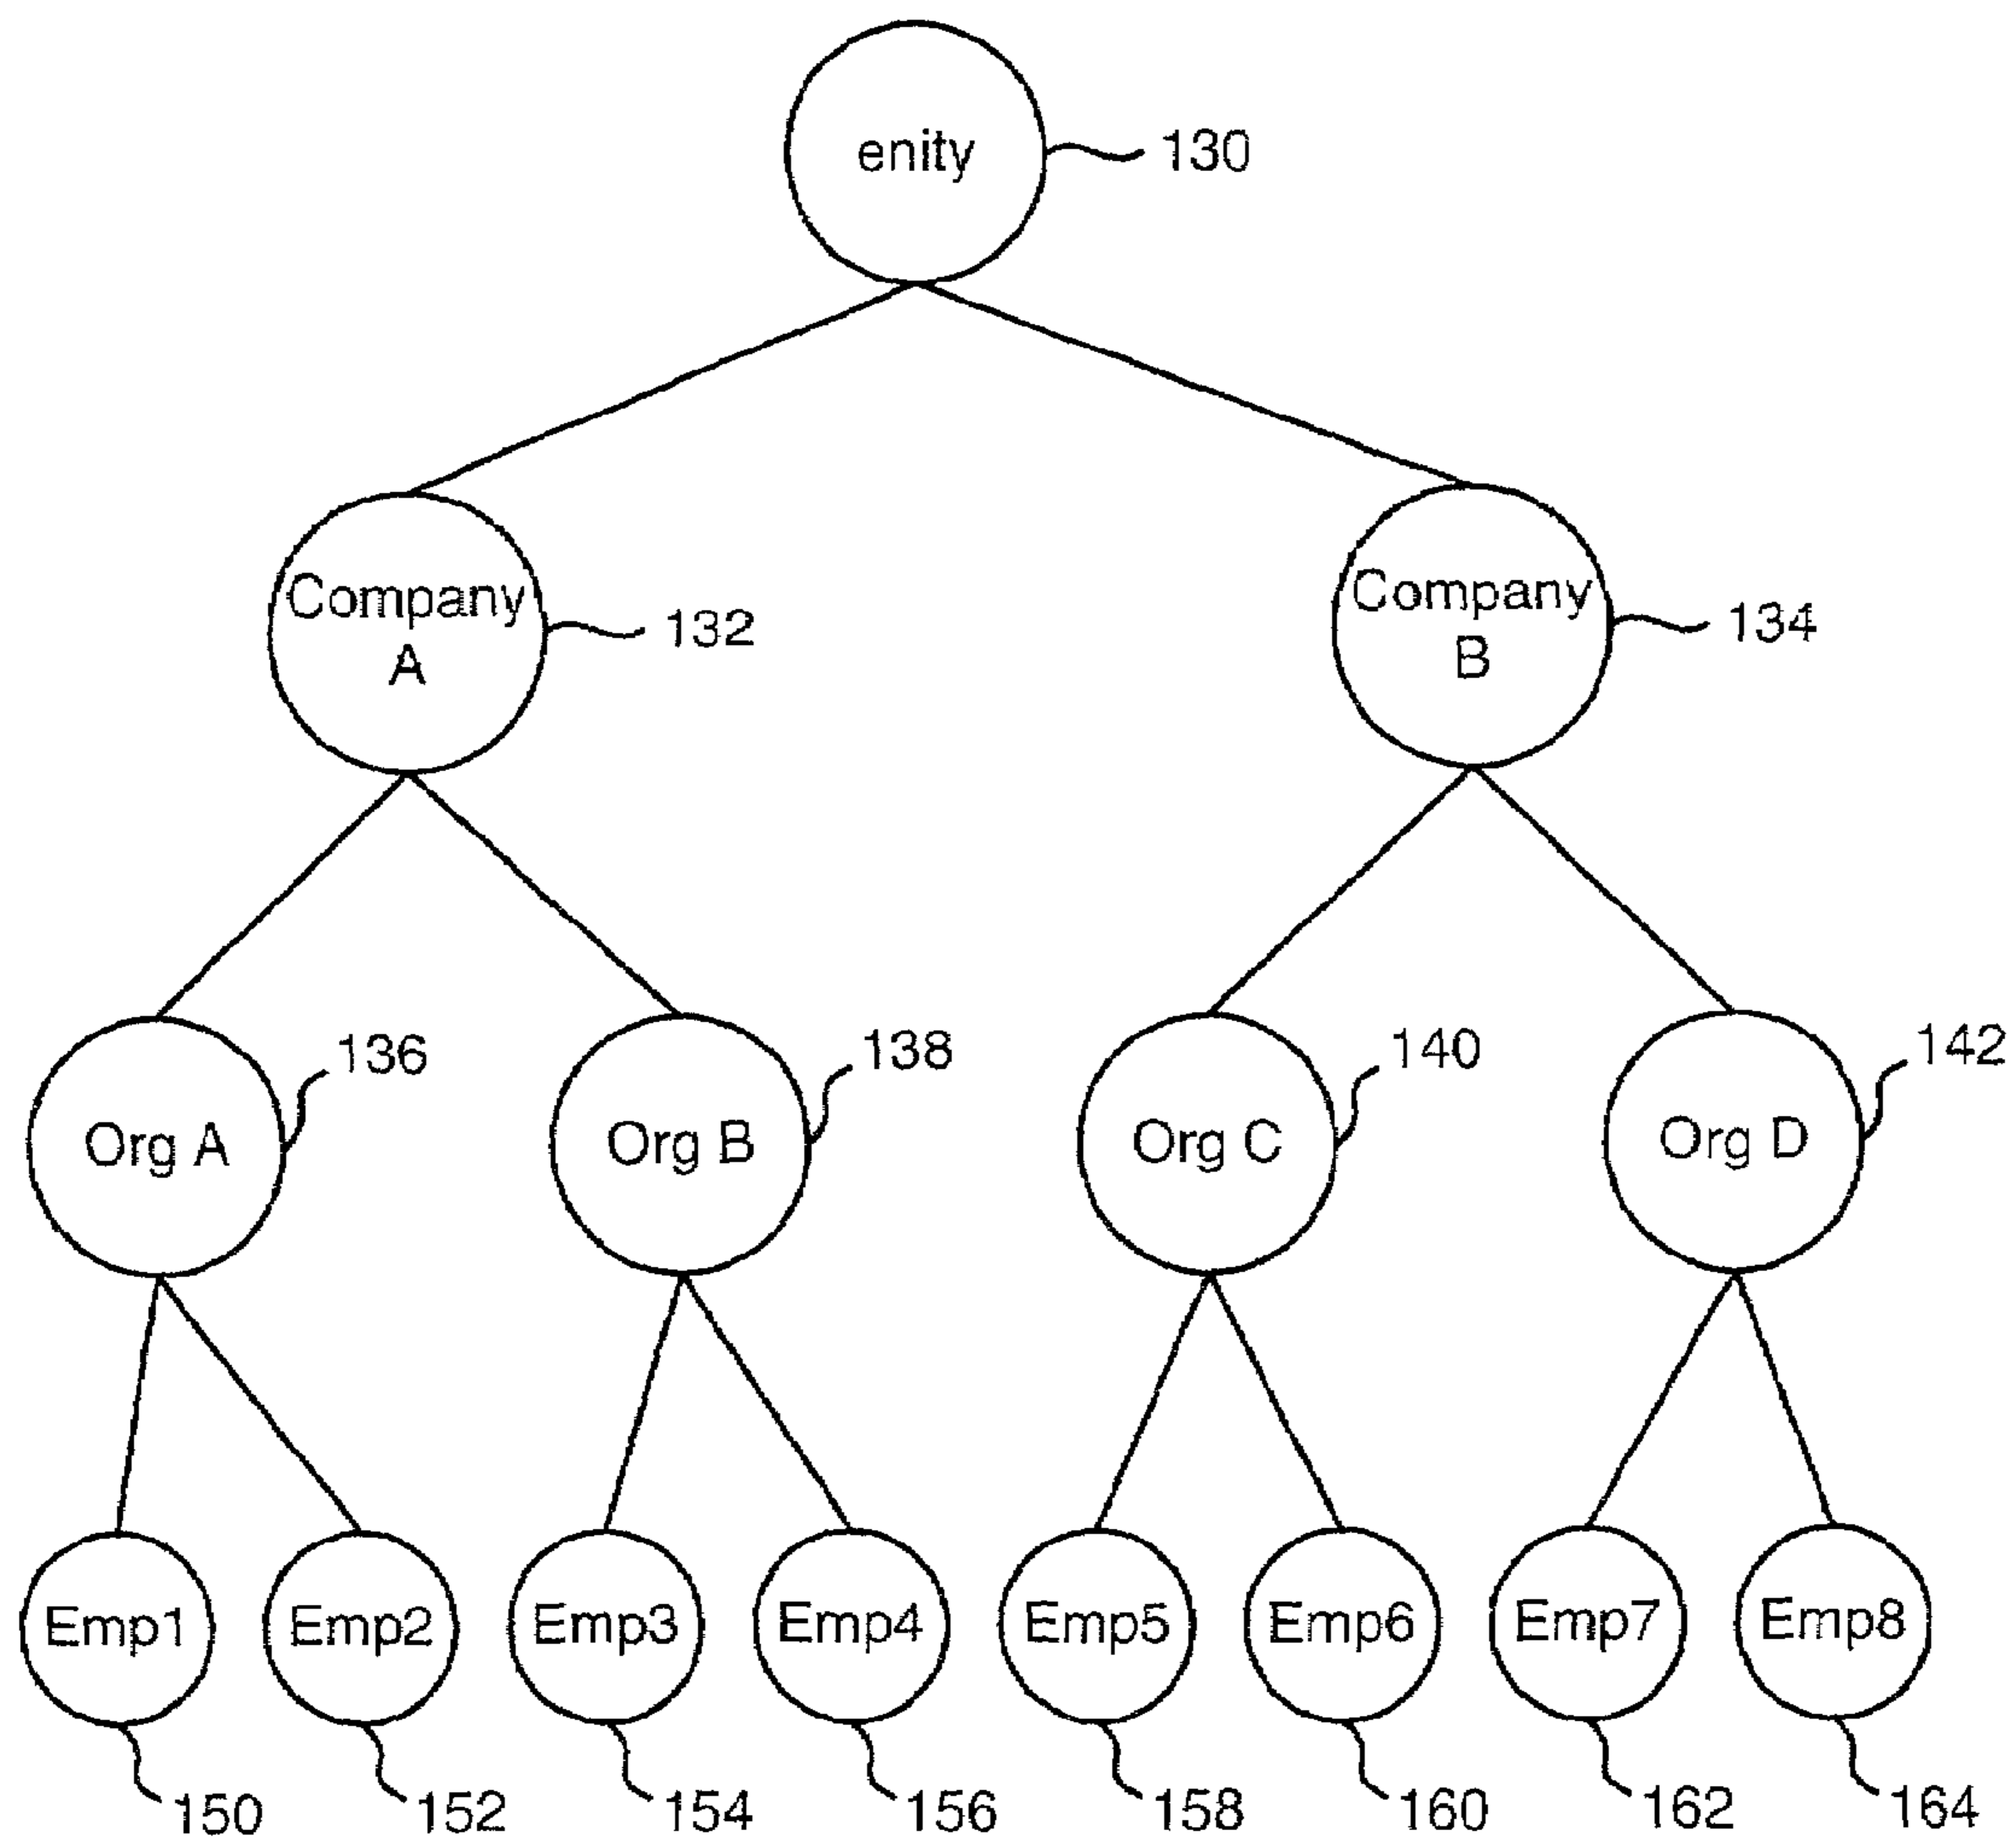 enity
130
Company
A
132
Company
B
134
Org A
136
Org B
138
Org C
140
Org D
142
Emp1
Emp2
Emp3
Emp4
Emp5
Emp6
Emp7
Emp8
150
152
154
156
158
160
162
164